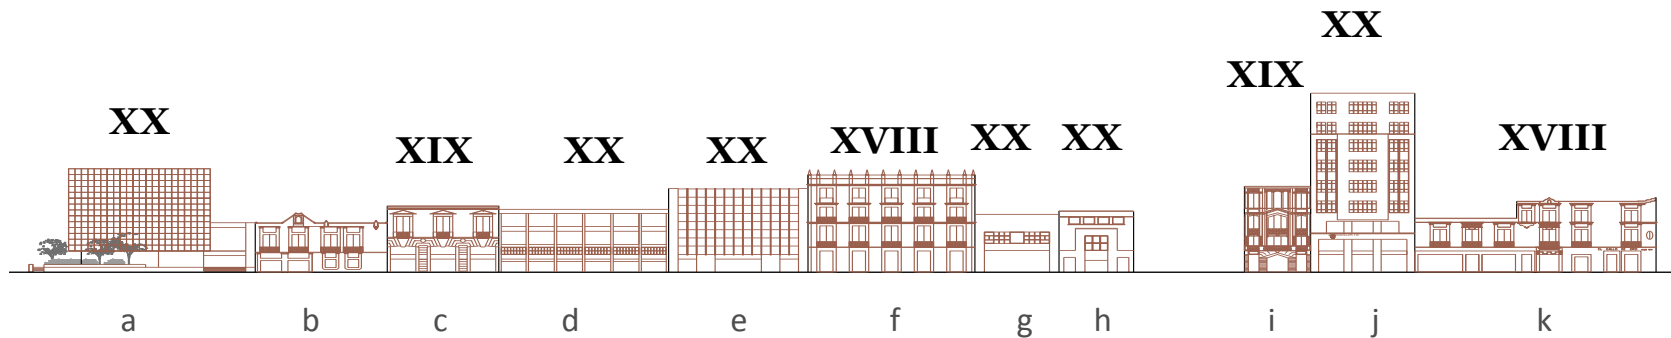 XX
XIX
XX XIX XX XX XVIII XX XX XVIII
a b c d e f g h i j k